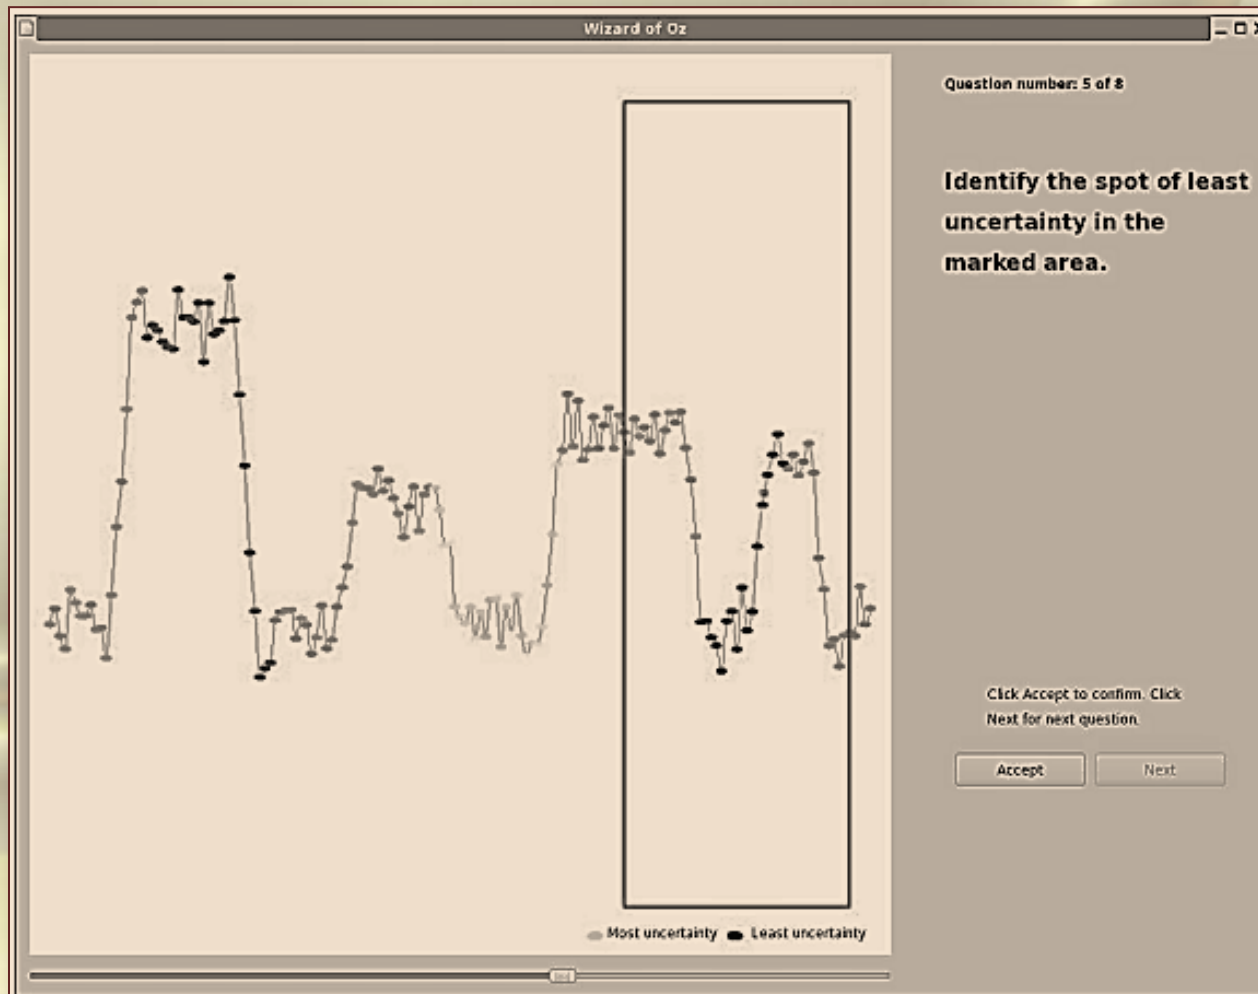 Wizard of Oz
Question number: 5 of 8
Identify the spot of least
uncertainty in the
marked area.
Click Accept to confirm. Click
Next for next question.
Accept
Next
Most uncertainty
Least uncertainty